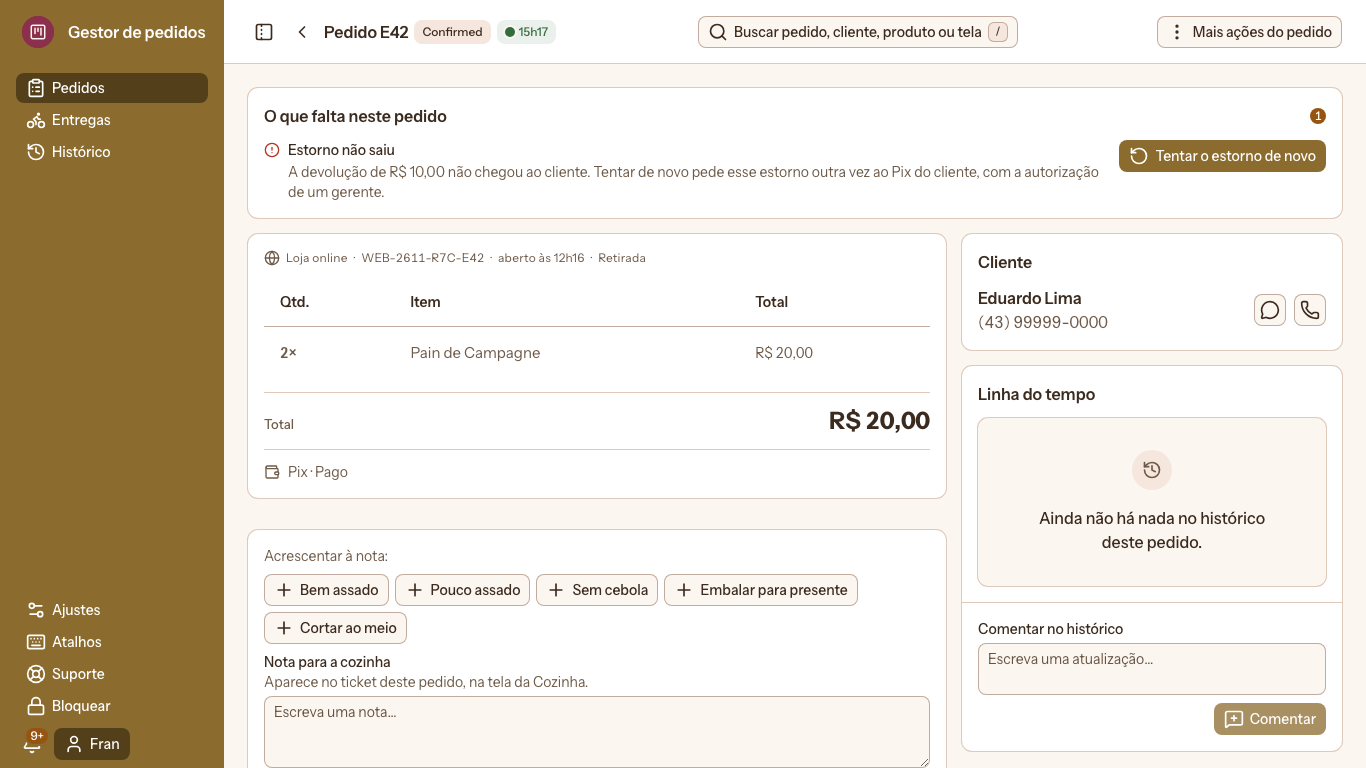 Gestor de pedidos
Pedidos
Entregas
Histórico
Ajustes
Atalhos
Suporte
Bloquear
9+
Fran
Pedido E42
Confirmed
15h17
Buscar pedido, cliente, produto ou tela
/
Mais ações do pedido
O que falta neste pedido
1
Estorno não saiu
A devolução de R$ 10,00 não chegou ao cliente. Tentar de novo pede esse estorno outra vez ao Pix do cliente, com a autorização
de um gerente.
Tentar o estorno de novo
Loja online · WEB-2611-R7C-E42 · aberto às 12h16 · Retirada
Qtd. Item Total
2× Pain de Campagne R$ 20,00
Total R$ 20,00
Pix · Pago
Acrescentar à nota:
Bem assado
Pouco assado
Sem cebola
Embalar para presente
Cortar ao meio
Nota para a cozinha
Aparece no ticket deste pedido, na tela da Cozinha.
Escreva uma nota...
Cliente
Eduardo Lima
(43) 99999-0000
Linha do tempo
Ainda não há nada no histórico
deste pedido.
Comentar no histórico
Escreva uma atualização...
Comentar